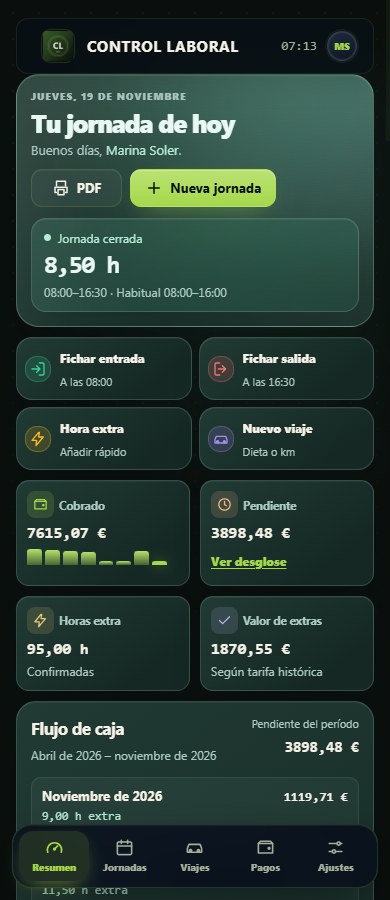 CL
CONTROL LABORAL
07:13
MS
JUEVES, 19 DE NOVIEMBRE
Tu jornada de hoy
Buenos días, Marina Soler.
PDF
Nueva jornada
Jornada cerrada
8,50 h
08:00–16:30 · Habitual 08:00–16:00
Fichar entrada
A las 08:00
Fichar salida
A las 16:30
Hora extra
Añadir rápido
Nuevo viaje
Dieta o km
Cobrado
7615,07 €
Pendiente
3898,48 €
Ver desglose
Horas extra
95,00 h
Confirmadas
Valor de extras
1870,55 €
Según tarifa histórica
Flujo de caja
Abril de 2026 – noviembre de 2026
Pendiente del período
3898,48 €
Noviembre de 2026
1119,71 €
9,00 h extra
Resumen
Jornadas
Viajes
Pagos
Ajustes
11,50 h extra